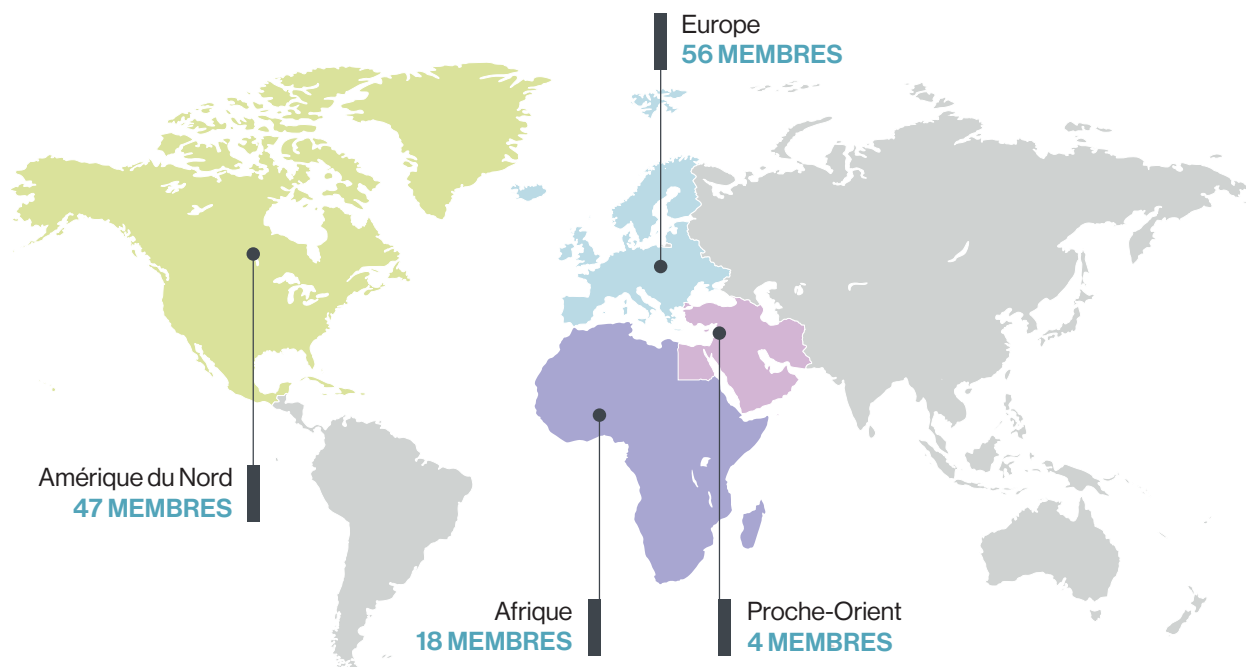 Europe
56 MEMBRES
Amérique du Nord
47 MEMBRES
Afrique
18 MEMBRES
Proche-Orient
4 MEMBRES